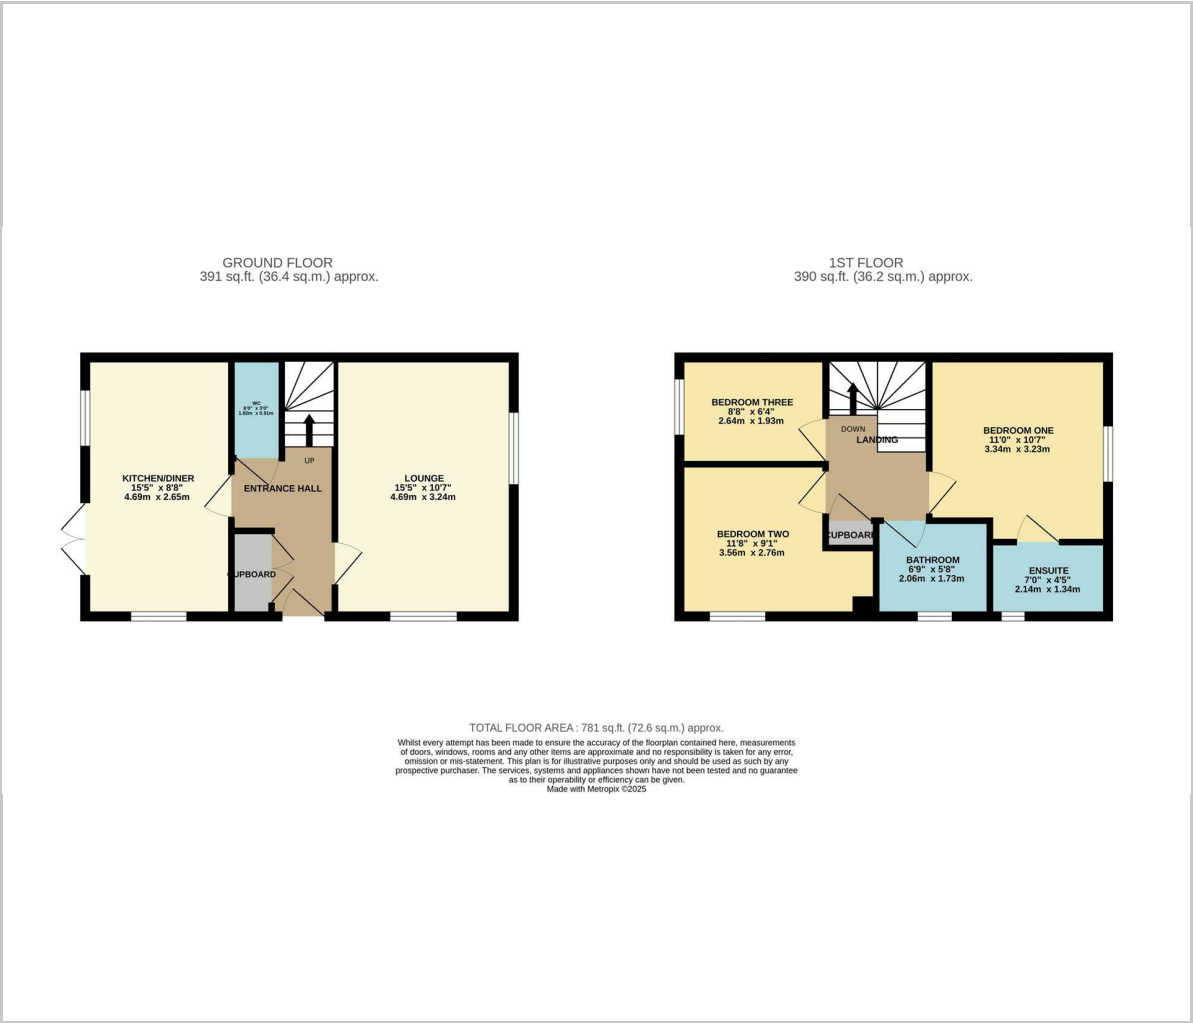 GROUND FLOOR
391 sq.ft. (36.4 sq.m.) approx.
1ST FLOOR
390 sq.ft. (36.2 sq.m.) approx.
WC
6'0" x 3'0"
1.82m x 0.91m
UP
ENTRANCE HALL
KITCHEN/DINER
15'5" x 8'8"
4.69m x 2.65m
LOUNGE
15'5" x 10'7"
4.69m x 3.24m
CUPBOARD
BEDROOM THREE
8'8" x 6'4"
2.64m x 1.93m
DOWN
LANDING
BEDROOM ONE
11'0" x 10'7"
3.34m x 3.23m
BEDROOM TWO
11'8" x 9'1"
3.56m x 2.76m
CUPBOARD
BATHROOM
6'9" x 5'8"
2.06m x 1.73m
ENSUITE
7'0" x 4'5"
2.14m x 1.34m
TOTAL FLOOR AREA : 781 sq.ft. (72.6 sq.m.) approx.
Whilst every attempt has been made to ensure the accuracy of the floorplan contained here, measurements
of doors, windows, rooms and any other items are approximate and no responsibility is taken for any error,
omission or mis-statement. This plan is for illustrative purposes only and should be used as such by any
prospective purchaser. The services, systems and appliances shown have not been tested and no guarantee
as to their operability or efficiency can be given.
Made with Metropix ©2025